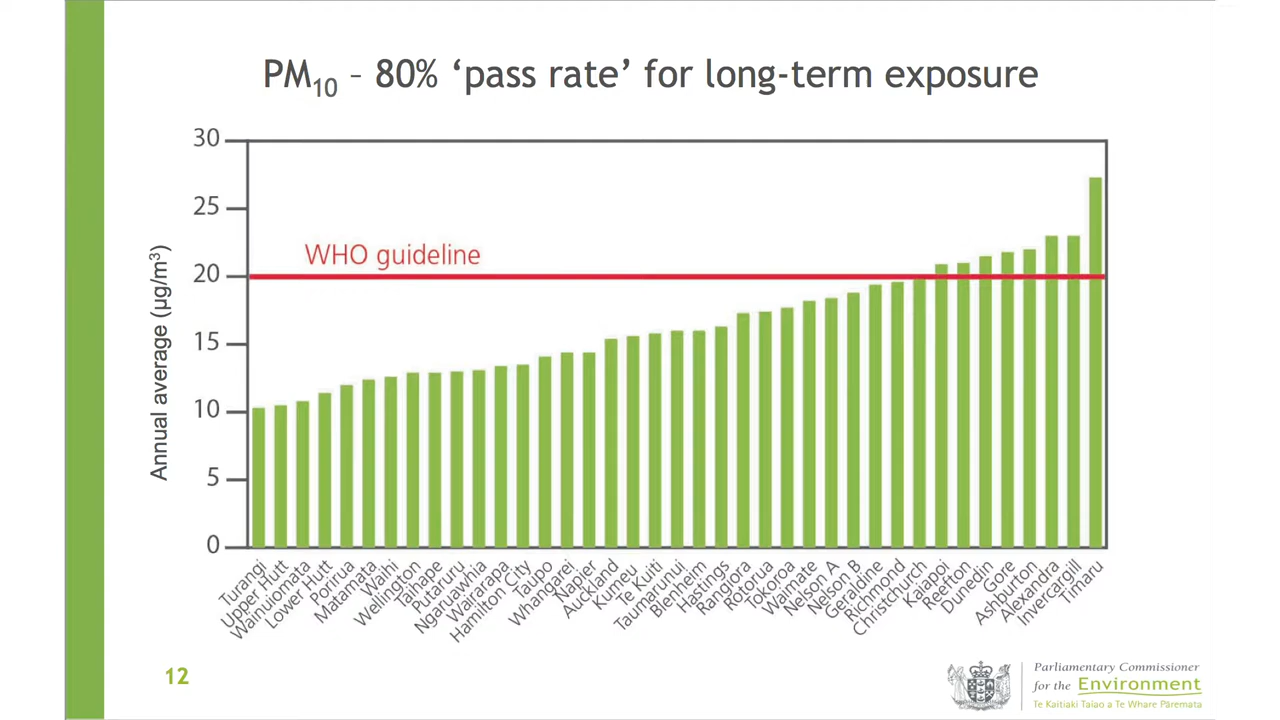 PM10 – 80% ‘pass rate’ for long-term exposure
30
25
20
15
10
5
0
Annual average (µg/m³)
WHO guideline
Turangi
Upper Hutt
Wainuiomata
Lower Hutt
Porirua
Matamata
Waihi
Wellington
Taihape
Putaruru
Ngaruawhia
Wairarapa
Hamilton City
Taupo
Whangarei
Napier
Auckland
Kumeu
Te Kuiti
Taumarunui
Blenheim
Hastings
Rangiora
Rotorua
Tokoroa
Waimate
Nelson A
Nelson B
Geraldine
Richmond
Christchurch
Kaiapoi
Reefton
Dunedin
Gore
Ashburton
Alexandra
Invercargill
Timaru
12
Parliamentary Commissioner
for the Environment
Te Kaitiaki Taiao a Te Whare Pāremata